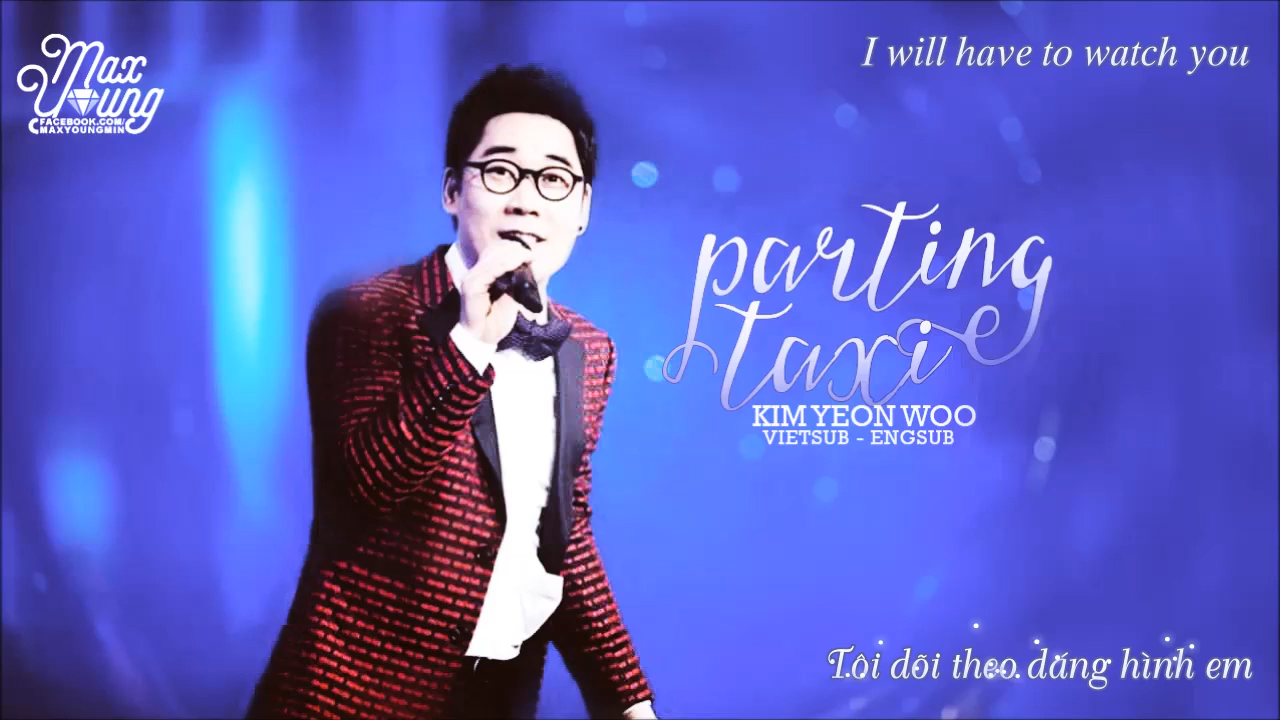 Max
Young
FACEBOOK.COM/
MAXYOUNGMIN
I will have to watch you
parting
taxi
KIM YEON WOO
VIETSUB - ENGSUB
Tôi dõi theo dáng hình em